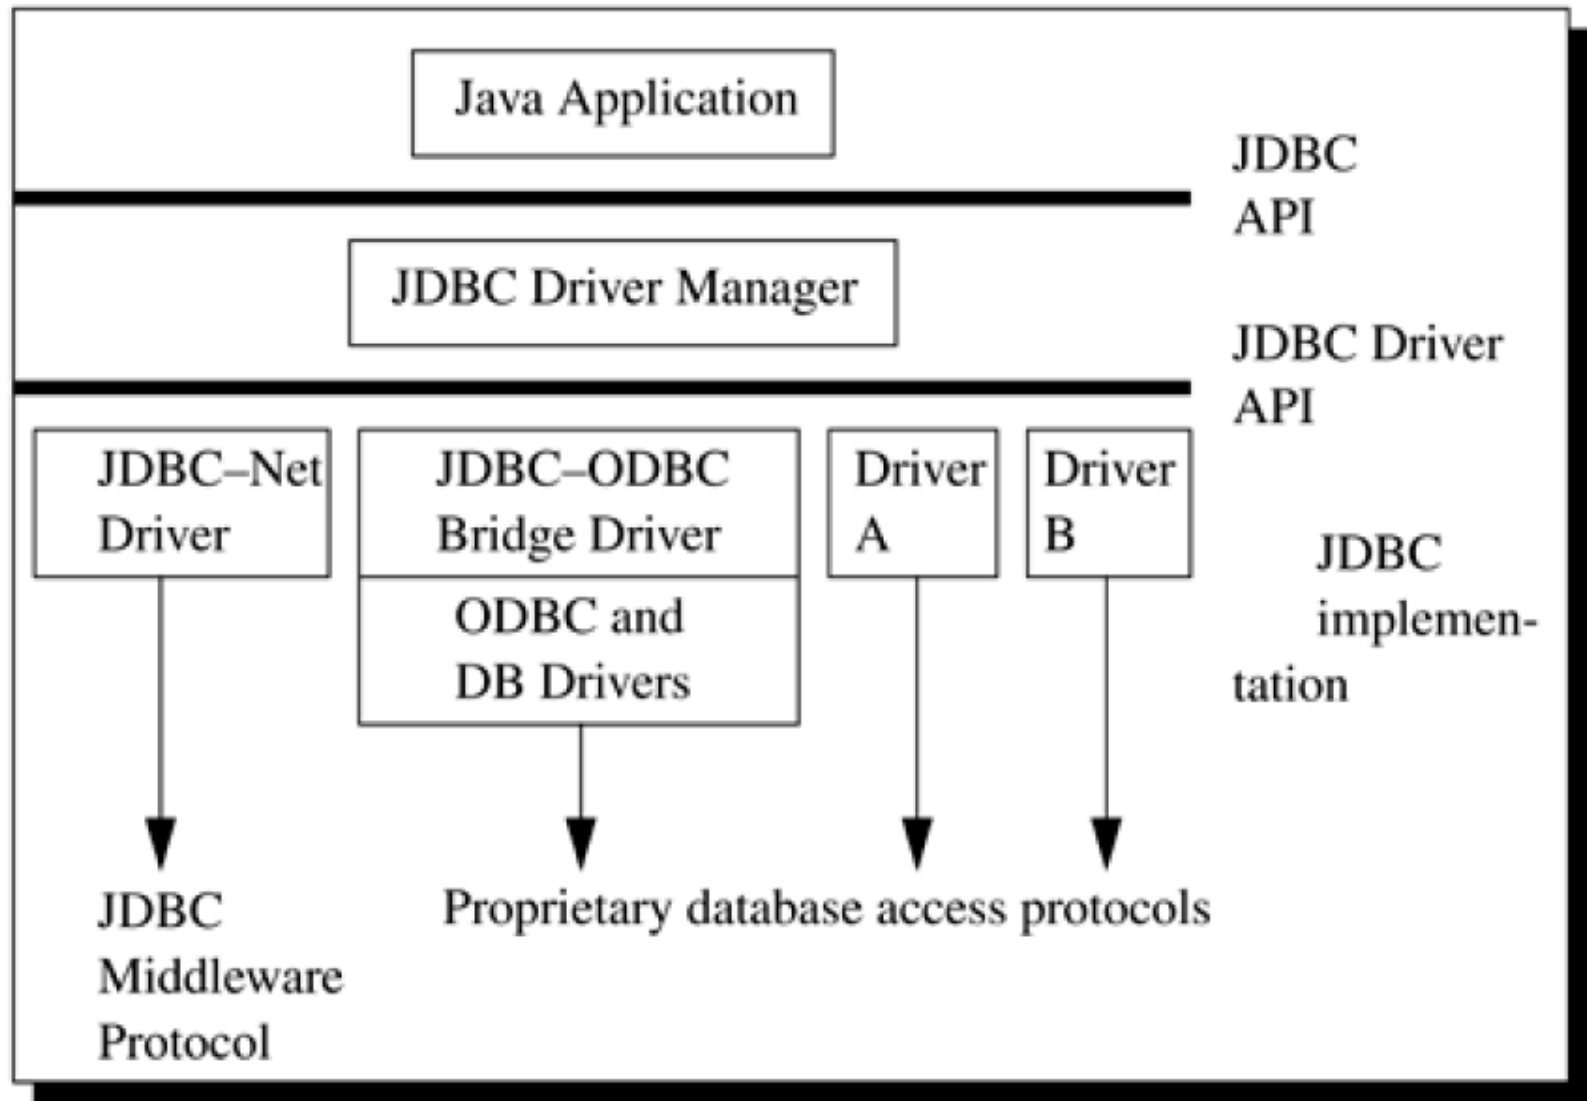 Java Application
JDBC
API
JDBC Driver Manager
JDBC Driver
API
JDBC–Net
Driver
JDBC–ODBC
Bridge Driver
ODBC and
DB Drivers
Driver
A
Driver
B
JDBC
implemen-
tation
JDBC
Middleware
Protocol
Proprietary database access protocols